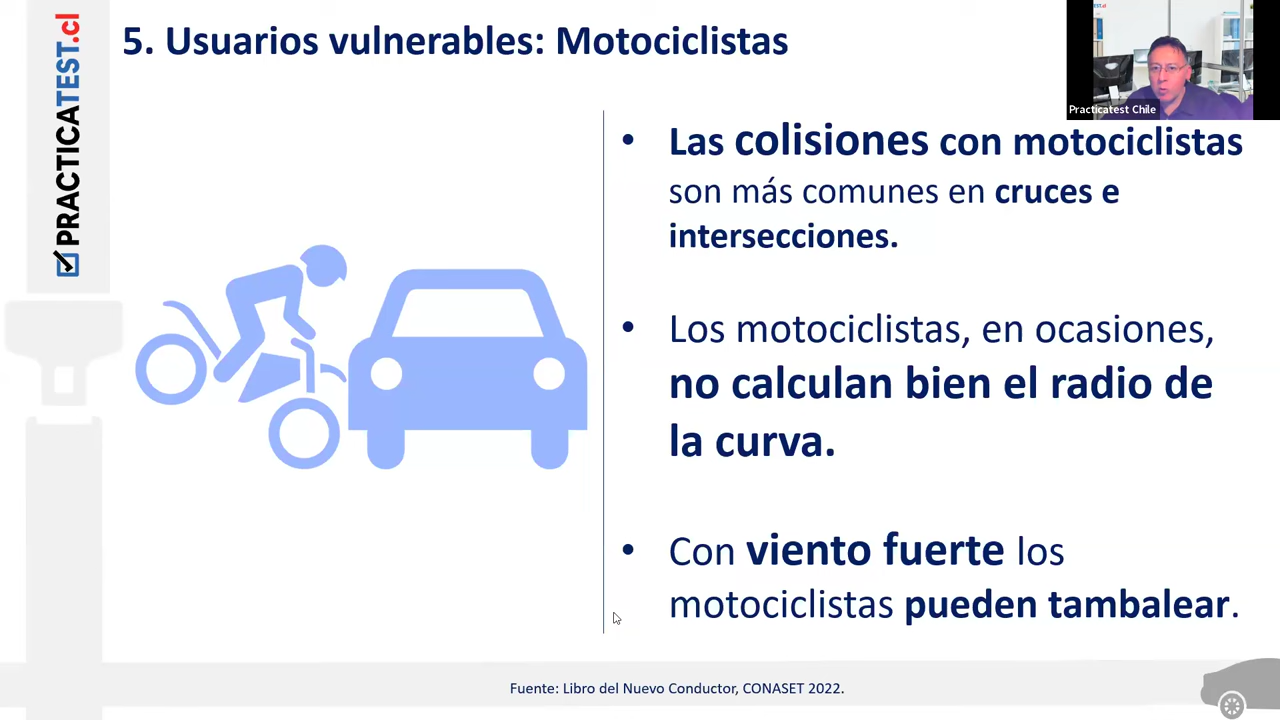 5. Usuarios vulnerables: Motociclistas
PRACTICATEST.cl
Practicatest Chile
• Las colisiones con motociclistas
son más comunes en cruces e
intersecciones.
• Los motociclistas, en ocasiones,
no calculan bien el radio de
la curva.
• Con viento fuerte los
motociclistas pueden tambalear.
Fuente: Libro del Nuevo Conductor, CONASET 2022.